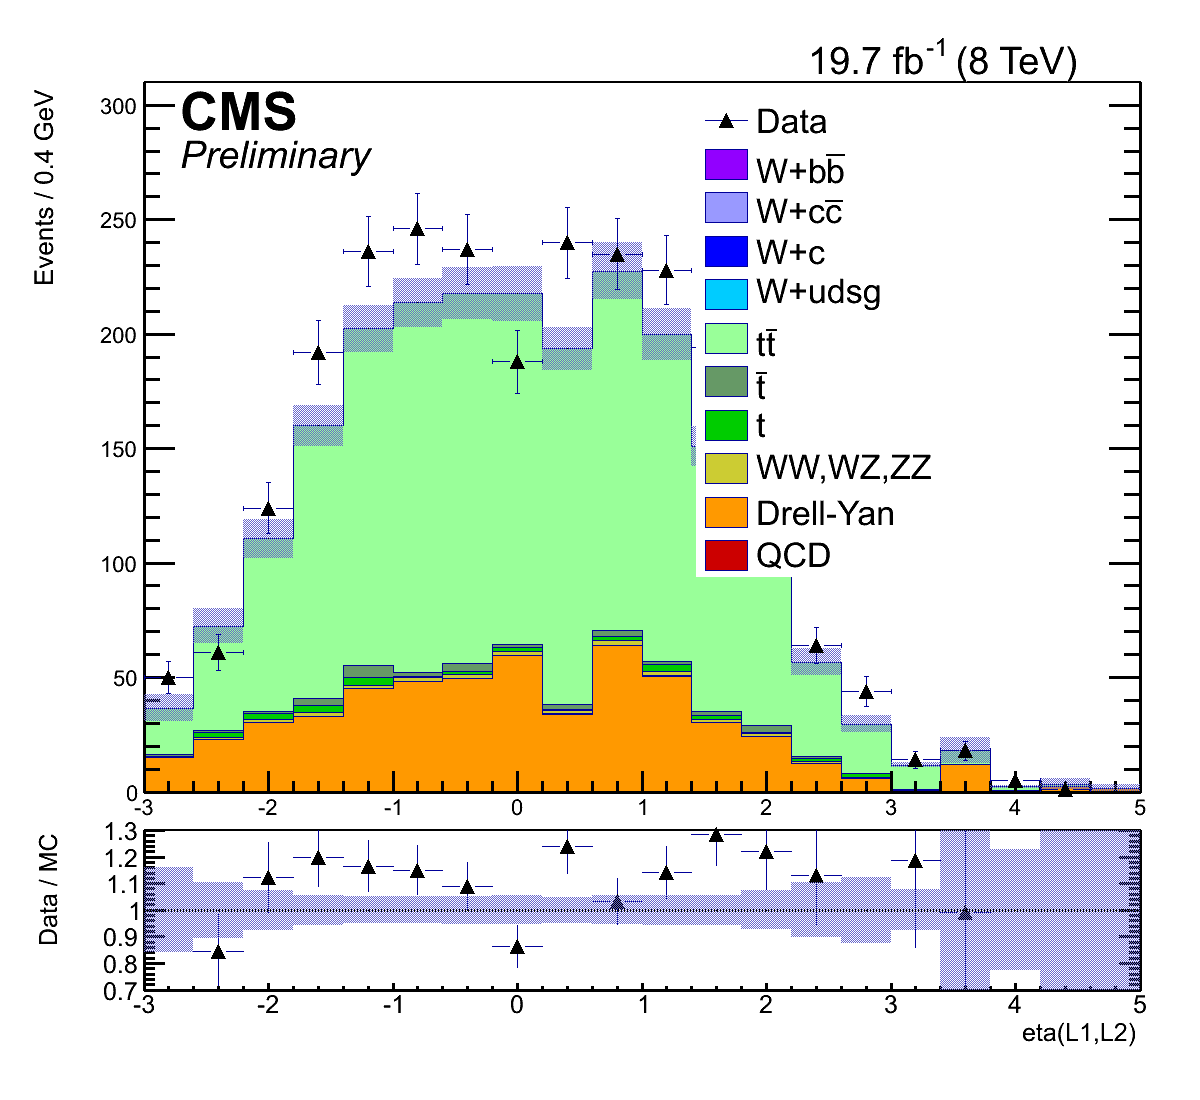 19.7 fb⁻¹ (8 TeV)
CMS
Preliminary
Events / 0.4 GeV
300
250
200
150
100
50
0
Data
W+bb̅
W+cc̅
W+c
W+udsg
tt̅
t̅
t
WW,WZ,ZZ
Drell-Yan
QCD
-3 -2 -1 0 1 2 3 4 5
Data / MC
1.3
1.2
1.1
1
0.9
0.8
0.7
-3 -2 -1 0 1 2 3 4 5
eta(L1,L2)